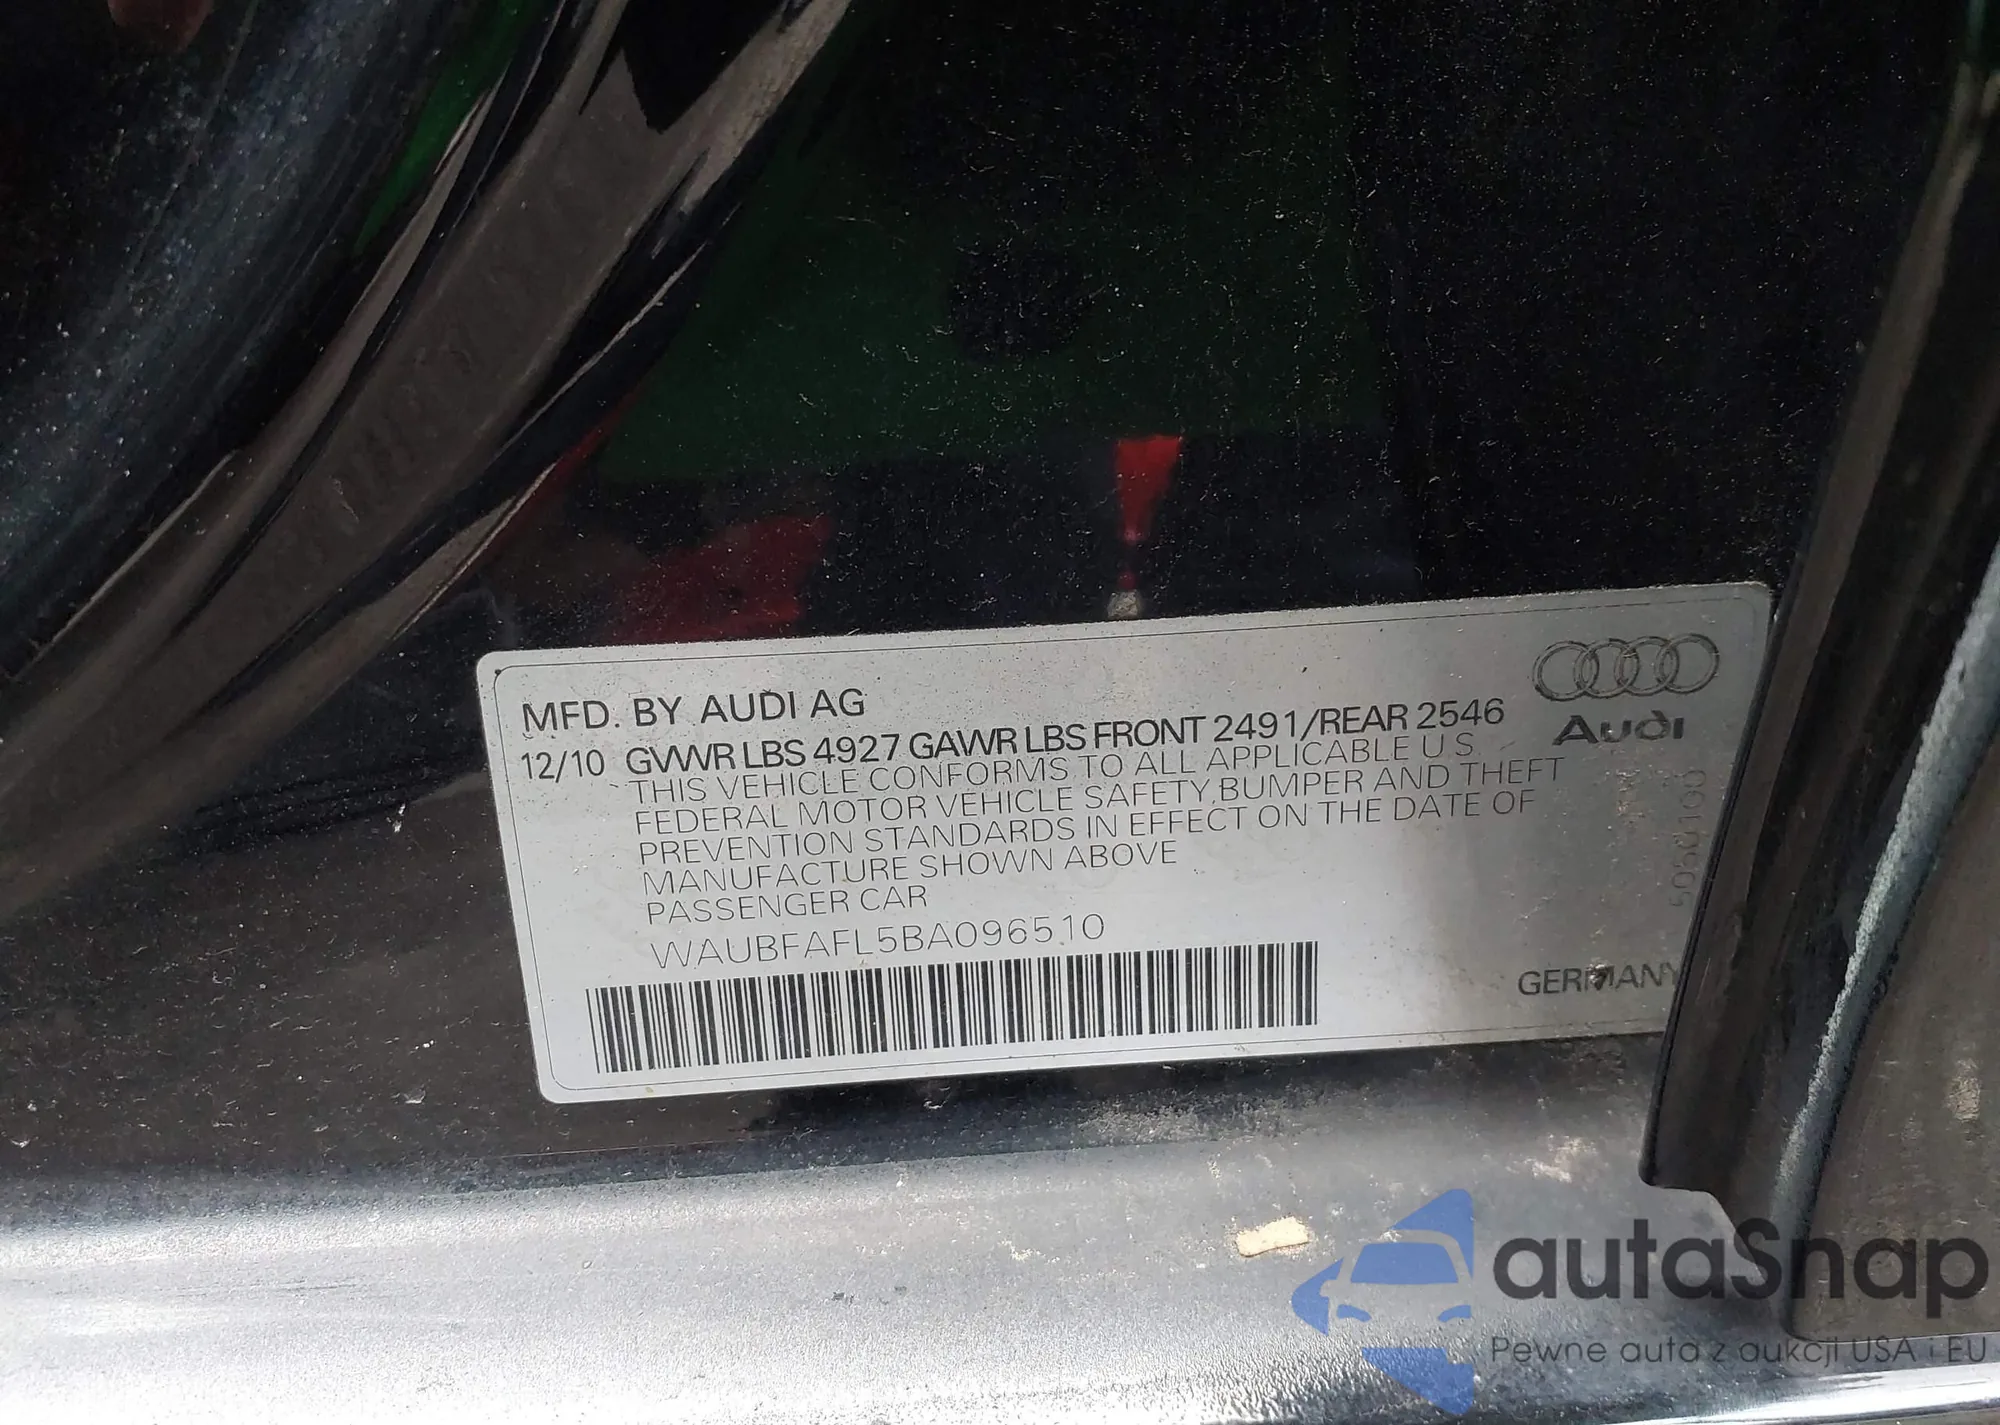 MFD. BY AUDI AG
12/10 GVWR LBS 4927 GAWR LBS FRONT 2491/REAR 2546
THIS VEHICLE CONFORMS TO ALL APPLICABLE U S
FEDERAL MOTOR VEHICLE SAFETY, BUMPER AND THEFT
PREVENTION STANDARDS IN EFFECT ON THE DATE OF
MANUFACTURE SHOWN ABOVE
PASSENGER CAR
WAUBFAFL5BA096510
Audi
GERMANY
autaSnap
Pewne auta z aukcji USA i EU